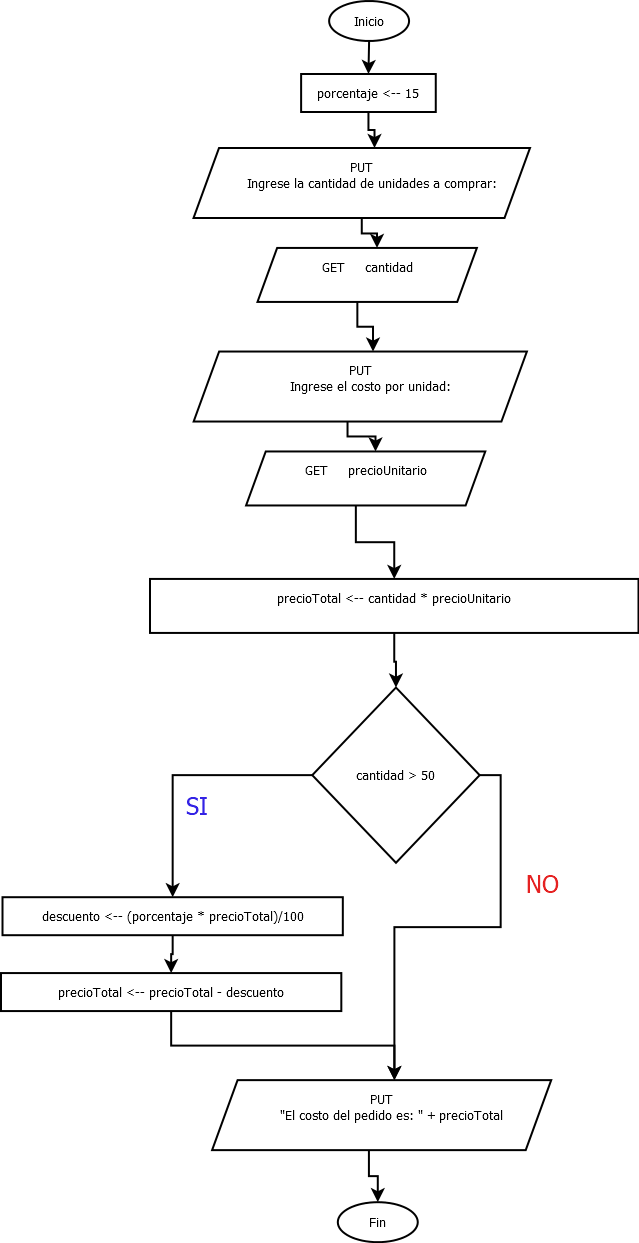 Inicio
porcentaje <-- 15
PUT
Ingrese la cantidad de unidades a comprar:
GET cantidad
PUT
Ingrese el costo por unidad:
GET precioUnitario
precioTotal <-- cantidad * precioUnitario
cantidad > 50
SI
NO
descuento <-- (porcentaje * precioTotal)/100
precioTotal <-- precioTotal - descuento
PUT
"El costo del pedido es: " + precioTotal
Fin